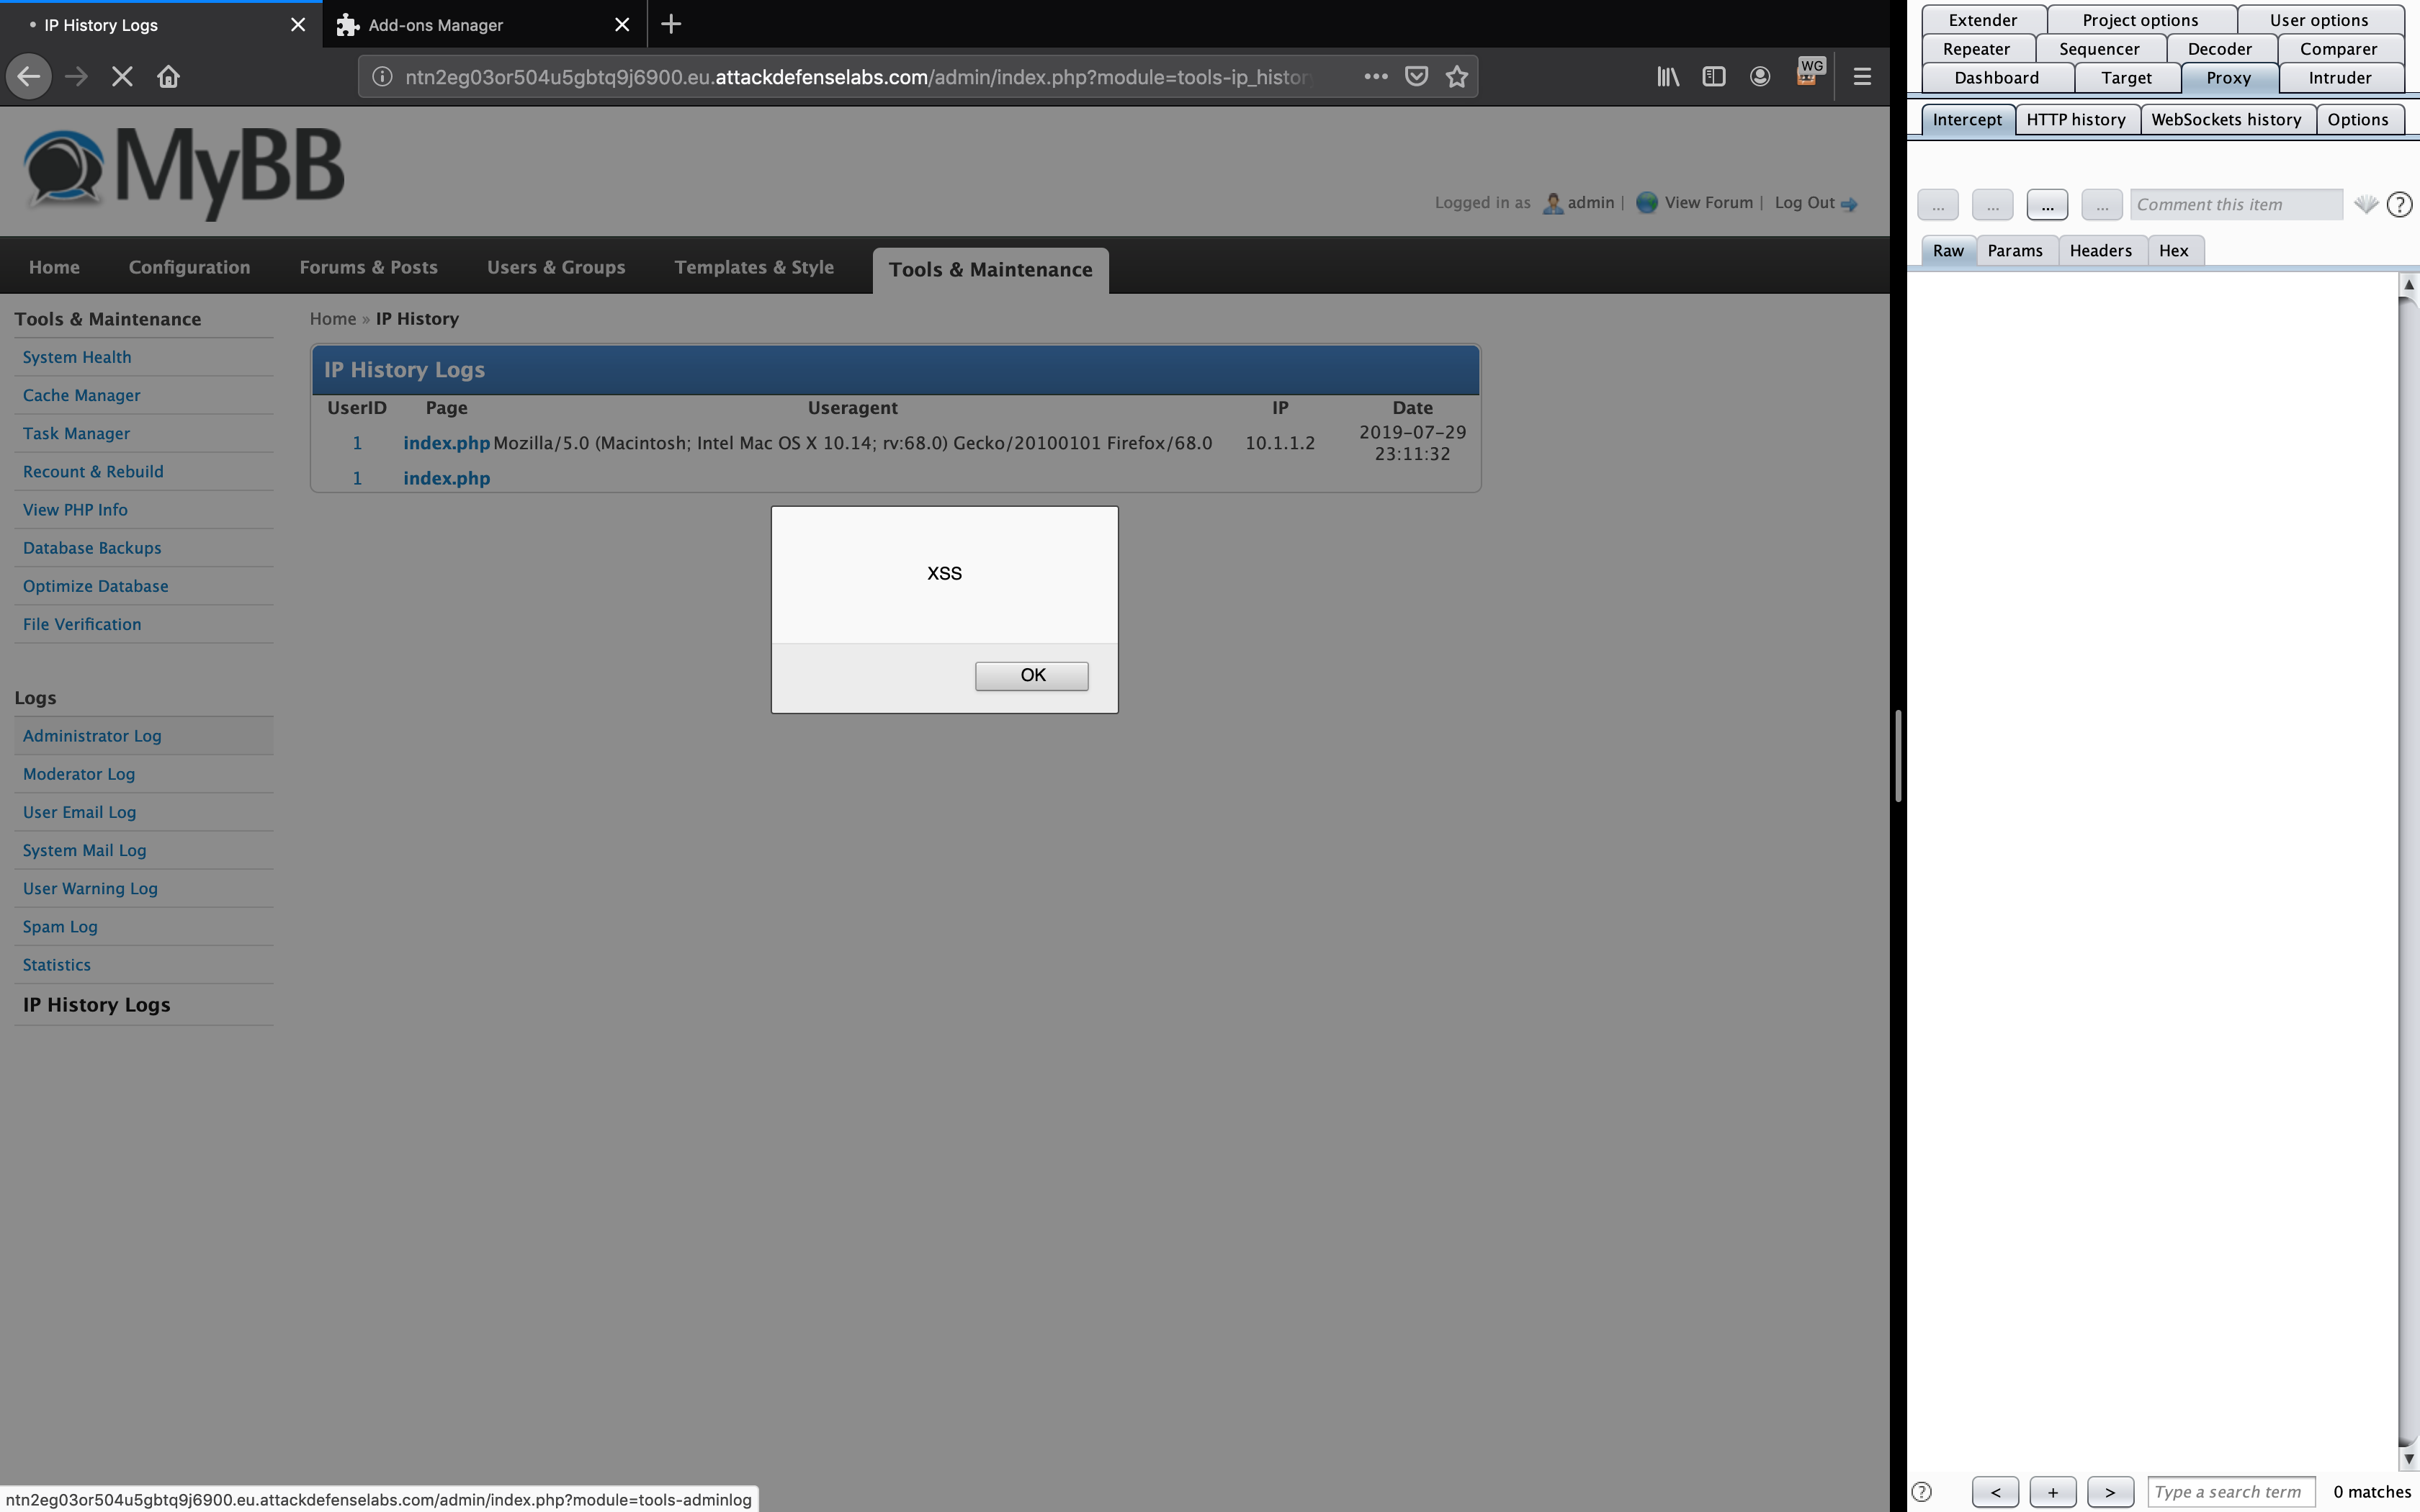 • IP History Logs
Add-ons Manager
ntn2eg03or504u5gbtq9j6900.eu.attackdefenselabs.com/admin/index.php?module=tools-ip_histor
WG
MyBB
Logged in as admin | View Forum | Log Out
Home Configuration Forums & Posts Users & Groups Templates & Style Tools & Maintenance
Tools & Maintenance
System Health
Cache Manager
Task Manager
Recount & Rebuild
View PHP Info
Database Backups
Optimize Database
File Verification
Logs
Administrator Log
Moderator Log
User Email Log
System Mail Log
User Warning Log
Spam Log
Statistics
IP History Logs
Home » IP History
IP History Logs
UserID Page Useragent IP Date
1 index.php Mozilla/5.0 (Macintosh; Intel Mac OS X 10.14; rv:68.0) Gecko/20100101 Firefox/68.0 10.1.1.2 2019-07-29
23:11:32
1 index.php
XSS
OK
ntn2eg03or504u5gbtq9j6900.eu.attackdefenselabs.com/admin/index.php?module=tools-adminlog
Extender Project options User options
Repeater Sequencer Decoder Comparer
Dashboard Target Proxy Intruder
Intercept HTTP history WebSockets history Options
... ... ... ... Comment this item ?
Raw Params Headers Hex
? < + > Type a search term 0 matches